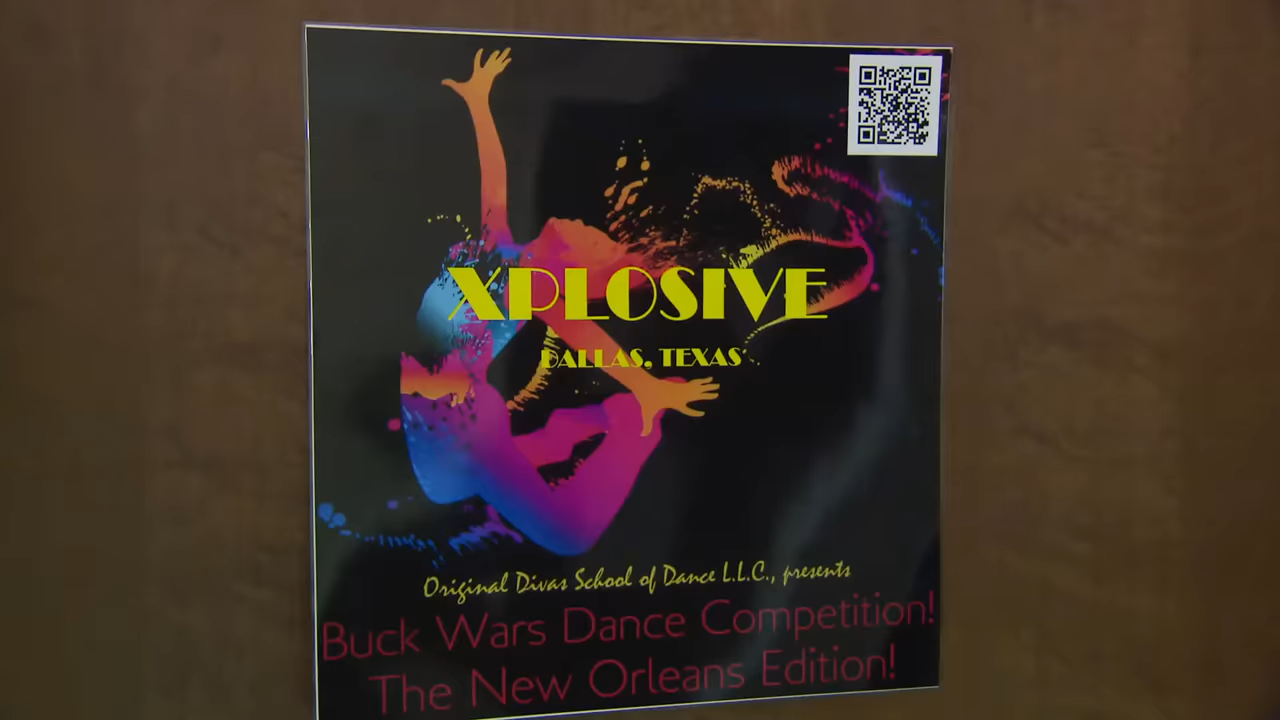 XPLOSIVE
DALLAS, TEXAS
Original Divas School of Dance L.L.C., presents
Buck Wars Dance Competition!
The New Orleans Edition!